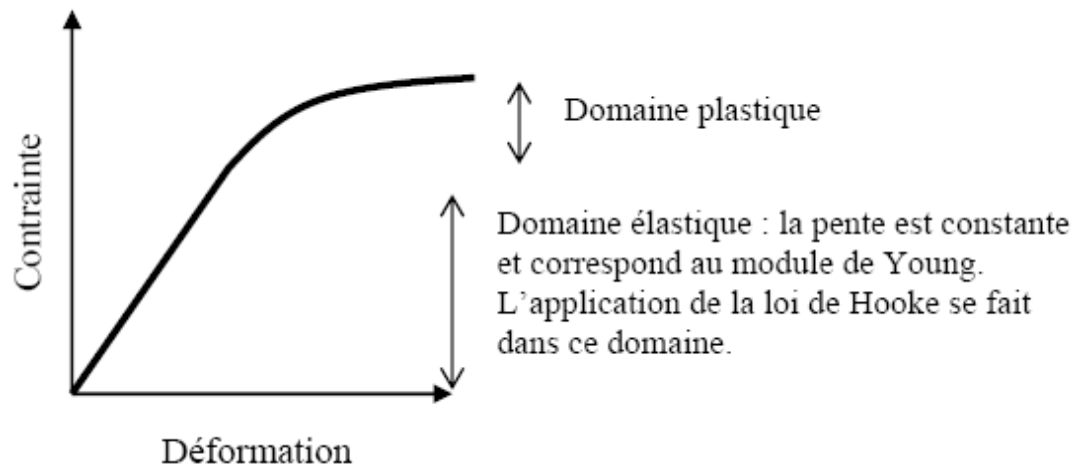 Contrainte
Domaine plastique
Domaine élastique : la pente est constante
et correspond au module de Young.
L’application de la loi de Hooke se fait
dans ce domaine.
Déformation